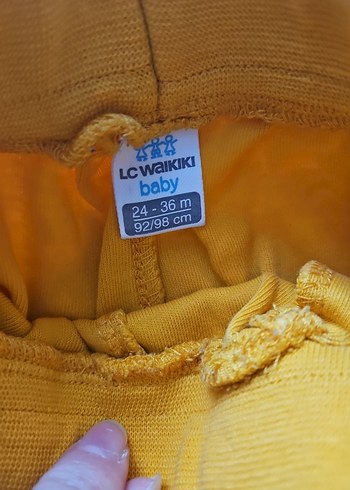 LC WAIKIKI
baby
24 - 36 m
92/98 cm